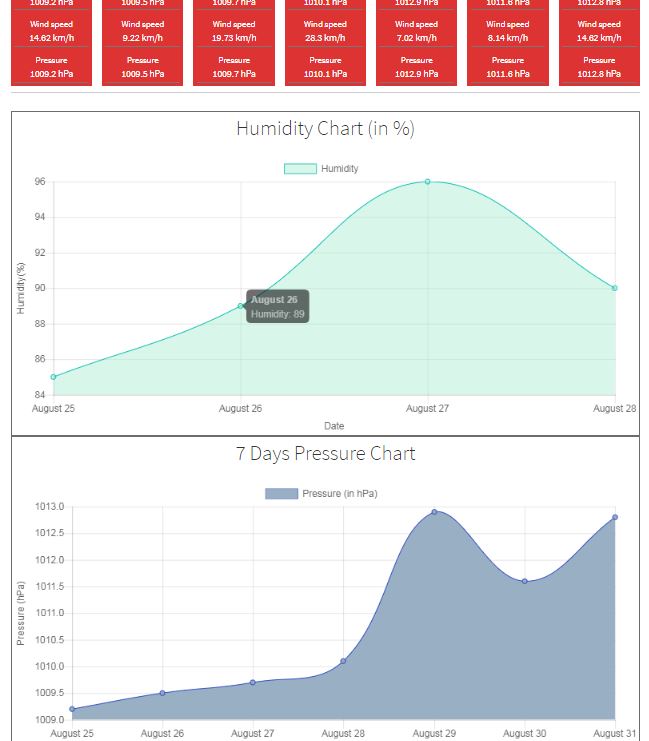 1009.2 hPa 1009.5 hPa 1009.7 hPa 1010.1 hPa 1012.9 hPa 1011.6 hPa 1012.8 hPa
Wind speed Wind speed Wind speed Wind speed Wind speed Wind speed Wind speed
14.62 km/h 9.22 km/h 19.73 km/h 28.3 km/h 7.02 km/h 8.14 km/h 14.62 km/h
Pressure Pressure Pressure Pressure Pressure Pressure Pressure
1009.2 hPa 1009.5 hPa 1009.7 hPa 1010.1 hPa 1012.9 hPa 1011.6 hPa 1012.8 hPa
Humidity Chart (in %)
Humidity
96
94
92
90
88
86
84
Humidity(%)
August 26
Humidity: 89
August 25 August 26 August 27 August 28
Date
7 Days Pressure Chart
Pressure (in hPa)
1013.0
1012.5
1012.0
1011.5
1011.0
1010.5
1010.0
1009.5
1009.0
Pressure (hPa)
August 25 August 26 August 27 August 28 August 29 August 30 August 31